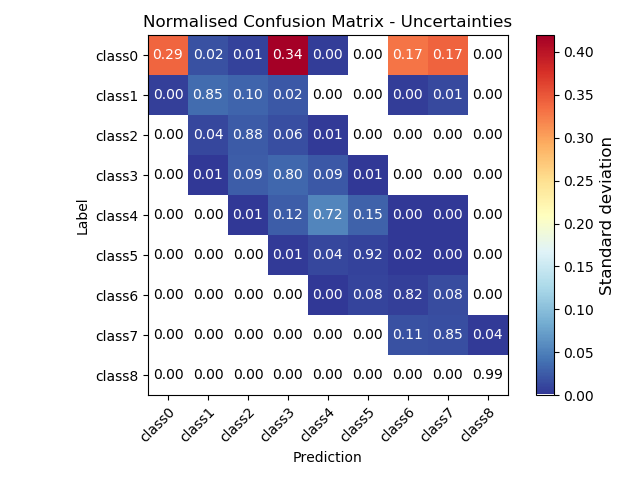 Normalised Confusion Matrix - Uncertainties
class0 0.29 0.02 0.01 0.34 0.00 0.00 0.17 0.17 0.00
class1 0.00 0.85 0.10 0.02 0.00 0.00 0.00 0.01 0.00
class2 0.00 0.04 0.88 0.06 0.01 0.00 0.00 0.00 0.00
class3 0.00 0.01 0.09 0.80 0.09 0.01 0.00 0.00 0.00
class4 0.00 0.00 0.01 0.12 0.72 0.15 0.00 0.00 0.00
class5 0.00 0.00 0.00 0.01 0.04 0.92 0.02 0.00 0.00
class6 0.00 0.00 0.00 0.00 0.00 0.08 0.82 0.08 0.00
class7 0.00 0.00 0.00 0.00 0.00 0.00 0.11 0.85 0.04
class8 0.00 0.00 0.00 0.00 0.00 0.00 0.00 0.00 0.99
class0 class1 class2 class3 class4 class5 class6 class7 class8
Prediction
Label
0.40
0.35
0.30
0.25
0.20
0.15
0.10
0.05
0.00
Standard deviation